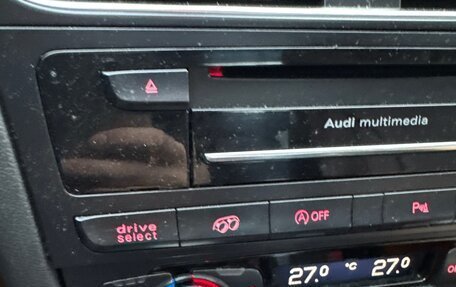 Audi multimedia
drive
select
A OFF
P
27.0 °C 27.0